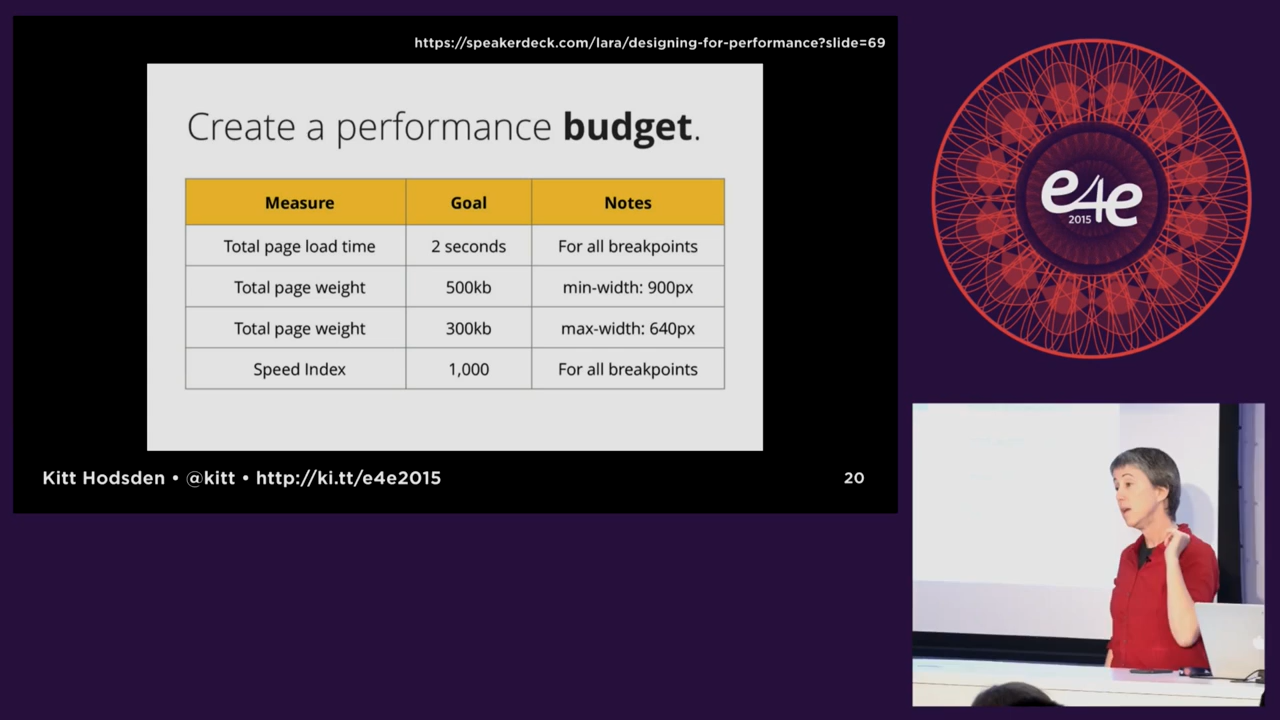 https://speakerdeck.com/lara/designing-for-performance?slide=69
Create a performance budget.
Measure Goal Notes
Total page load time 2 seconds For all breakpoints
Total page weight 500kb min-width: 900px
Total page weight 300kb max-width: 640px
Speed Index 1,000 For all breakpoints
Kitt Hodsden • @kitt • http://ki.tt/e4e2015 20
e4e
2015